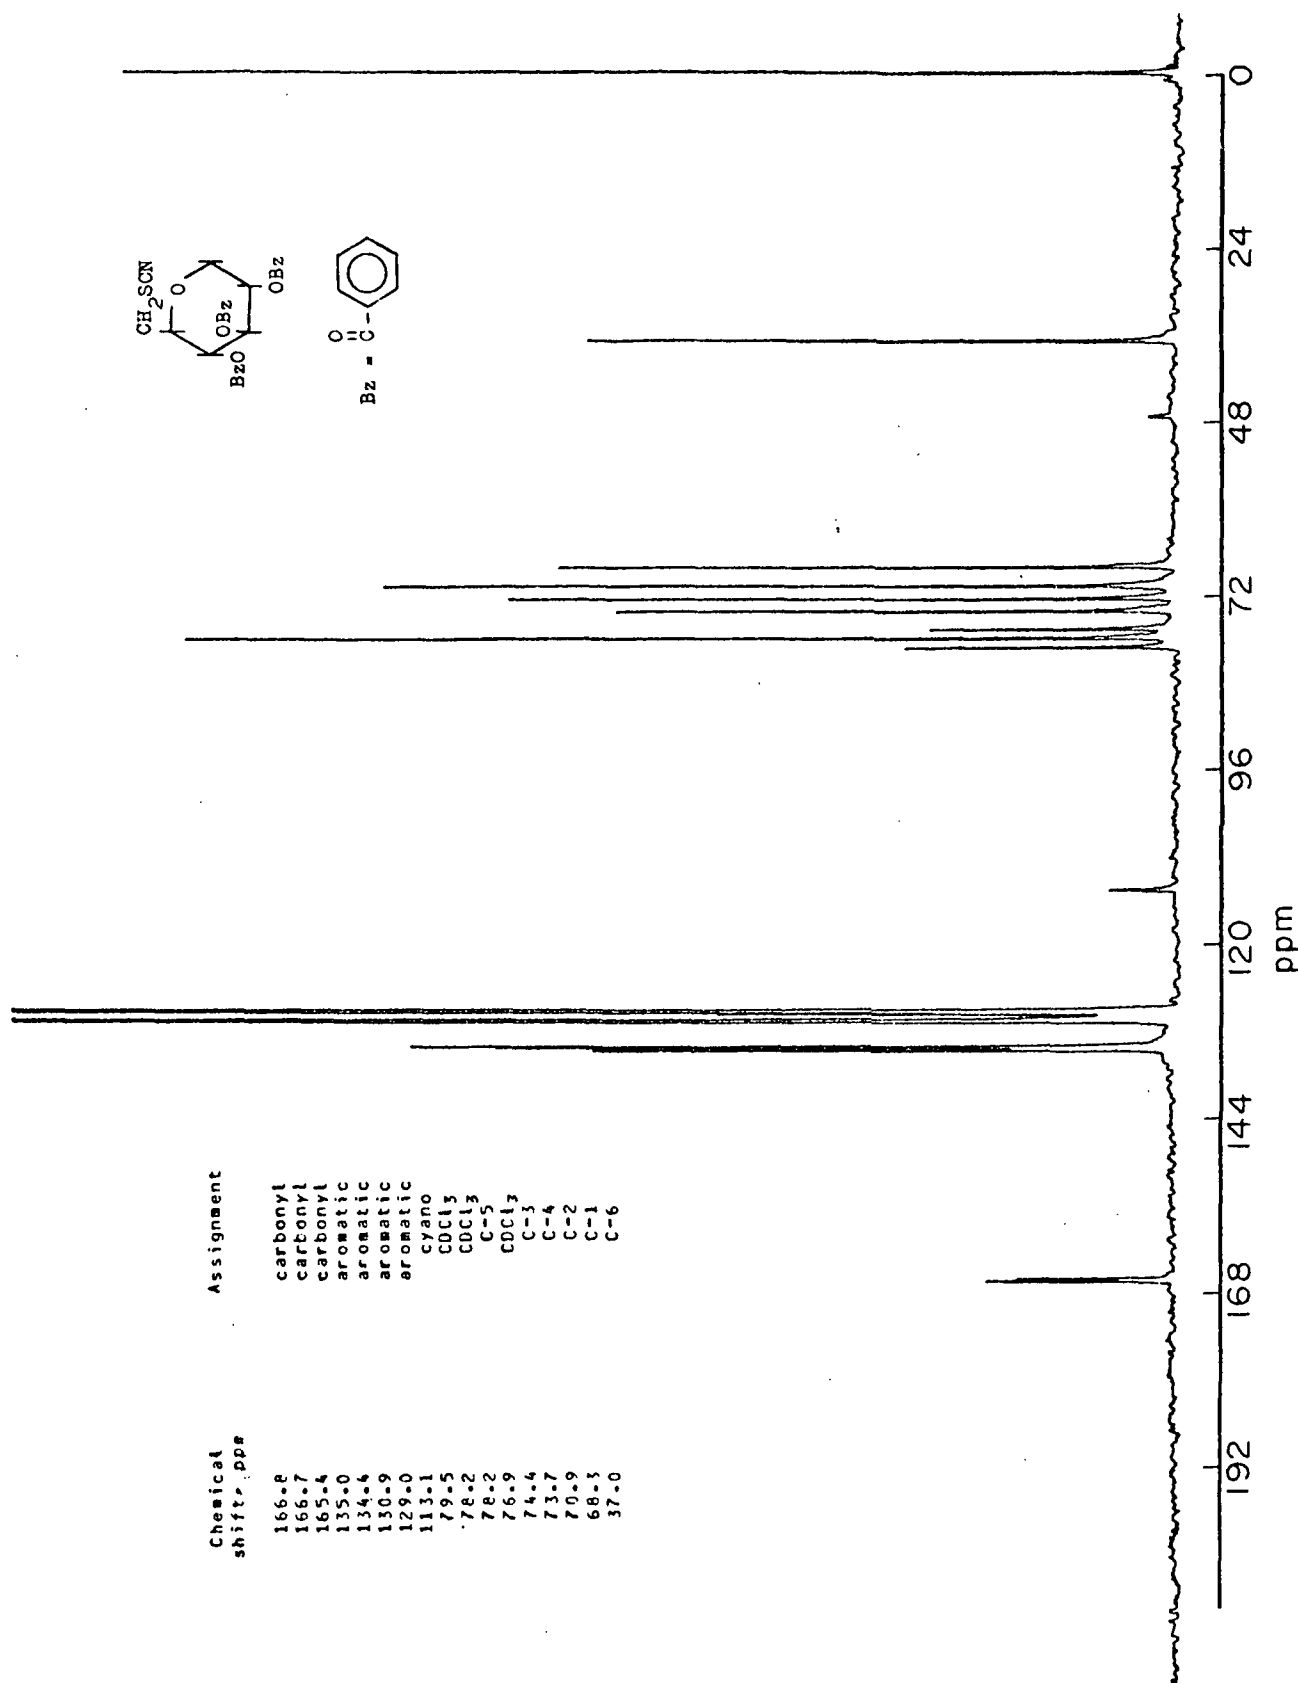 CH2SCN
O
BzO
OBz
OBz
Bz =
O
C
Chemical shift, ppm Assignment
166.8 carbonyl
166.7 carbonyl
165.4 carbonyl
135.0 aromatic
134.4 aromatic
130.9 aromatic
129.0 aromatic
113.1 cyano
79.5 CDCl3
78.2 CDCl3
78.2 C-5
76.9 CDCl3
74.4 C-3
73.7 C-4
70.9 C-2
68.3 C-1
37.0 C-6
192 168 144 120 96 72 48 24 0
ppm